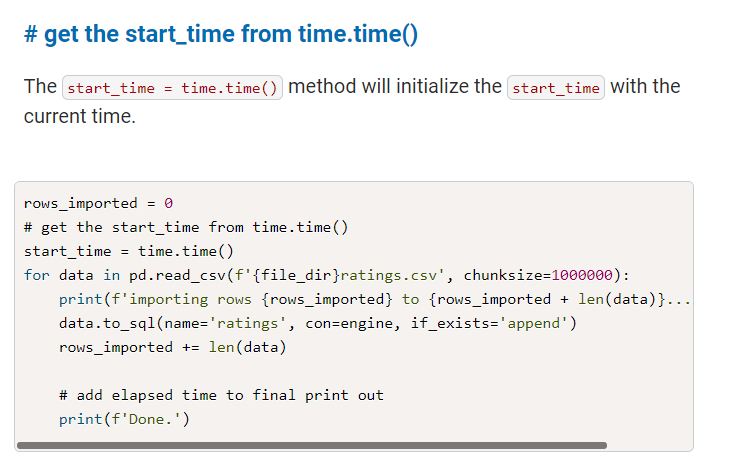 # get the start_time from time.time()
The start_time = time.time() method will initialize the start_time with the
current time.
rows_imported = 0
# get the start_time from time.time()
start_time = time.time()
for data in pd.read_csv(f'{file_dir}ratings.csv', chunksize=1000000):
    print(f'importing rows {rows_imported} to {rows_imported + len(data)}...
    data.to_sql(name='ratings', con=engine, if_exists='append')
    rows_imported += len(data)
    # add elapsed time to final print out
    print(f'Done.')